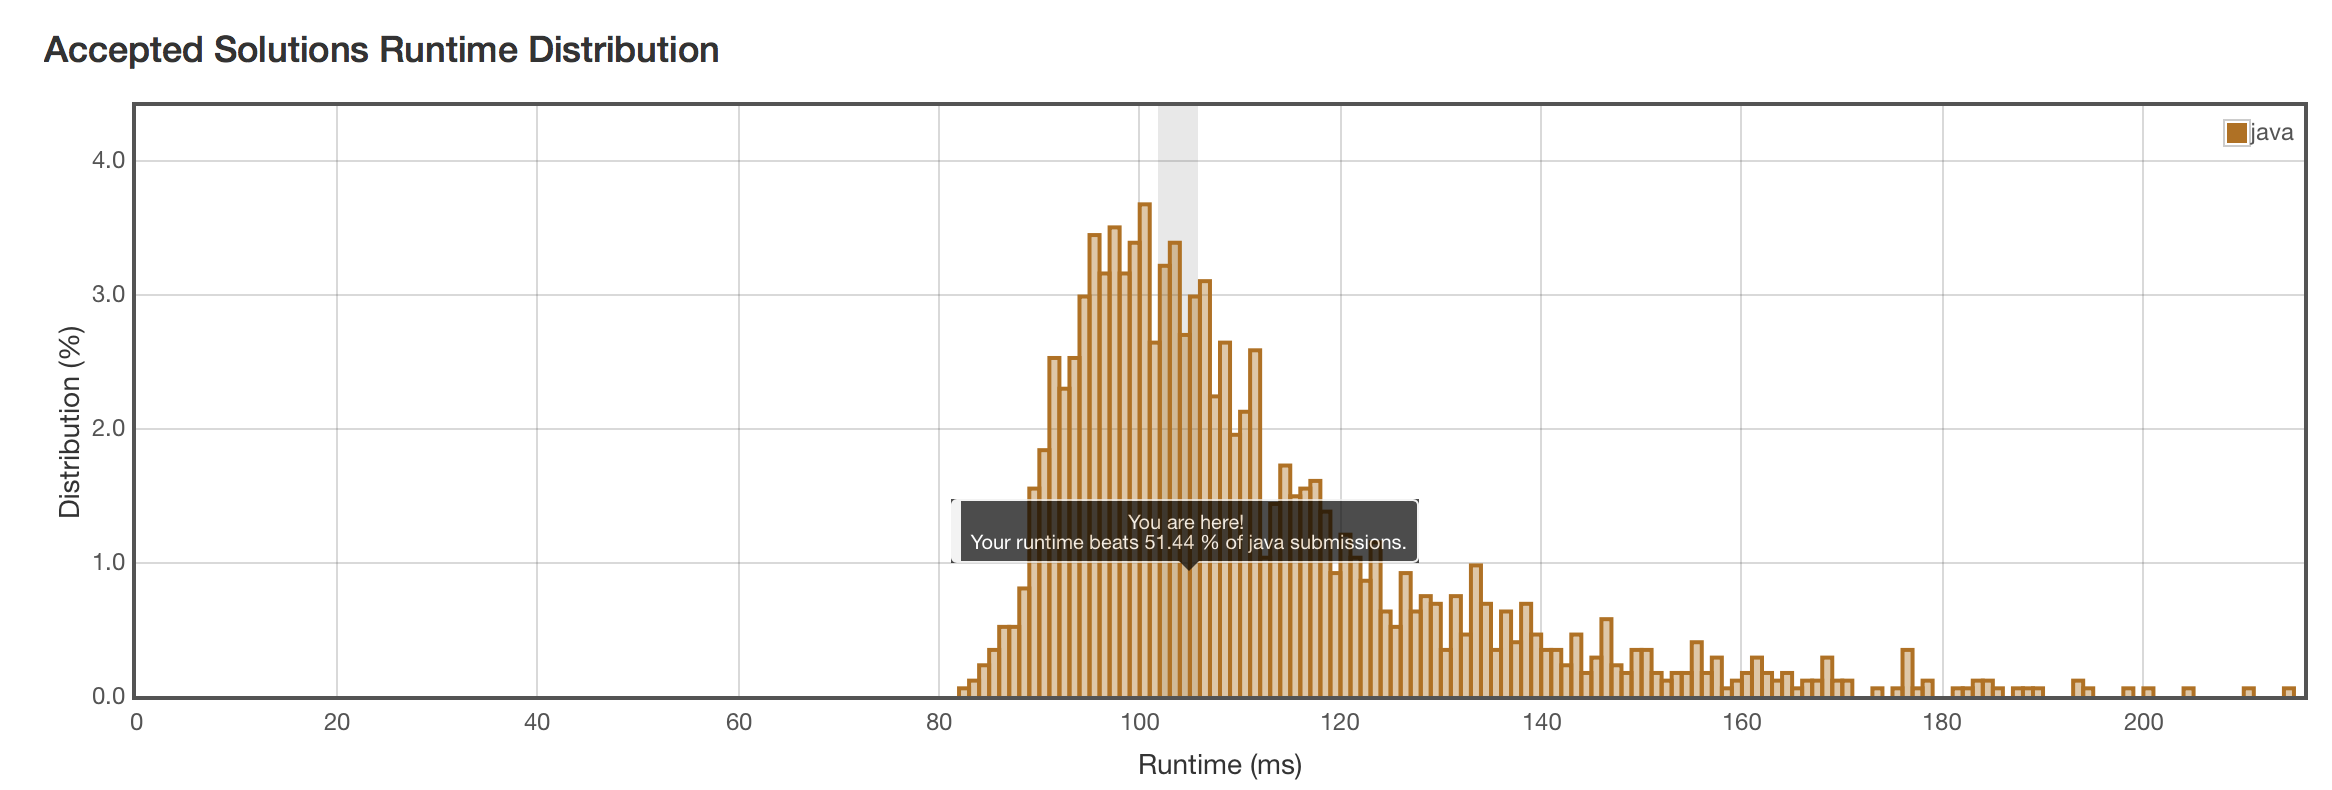 Accepted Solutions Runtime Distribution
java
4.0
3.0
2.0
1.0
0.0
Distribution (%)
You are here!
Your runtime beats 51.44 % of java submissions.
0 20 40 60 80 100 120 140 160 180 200
Runtime (ms)